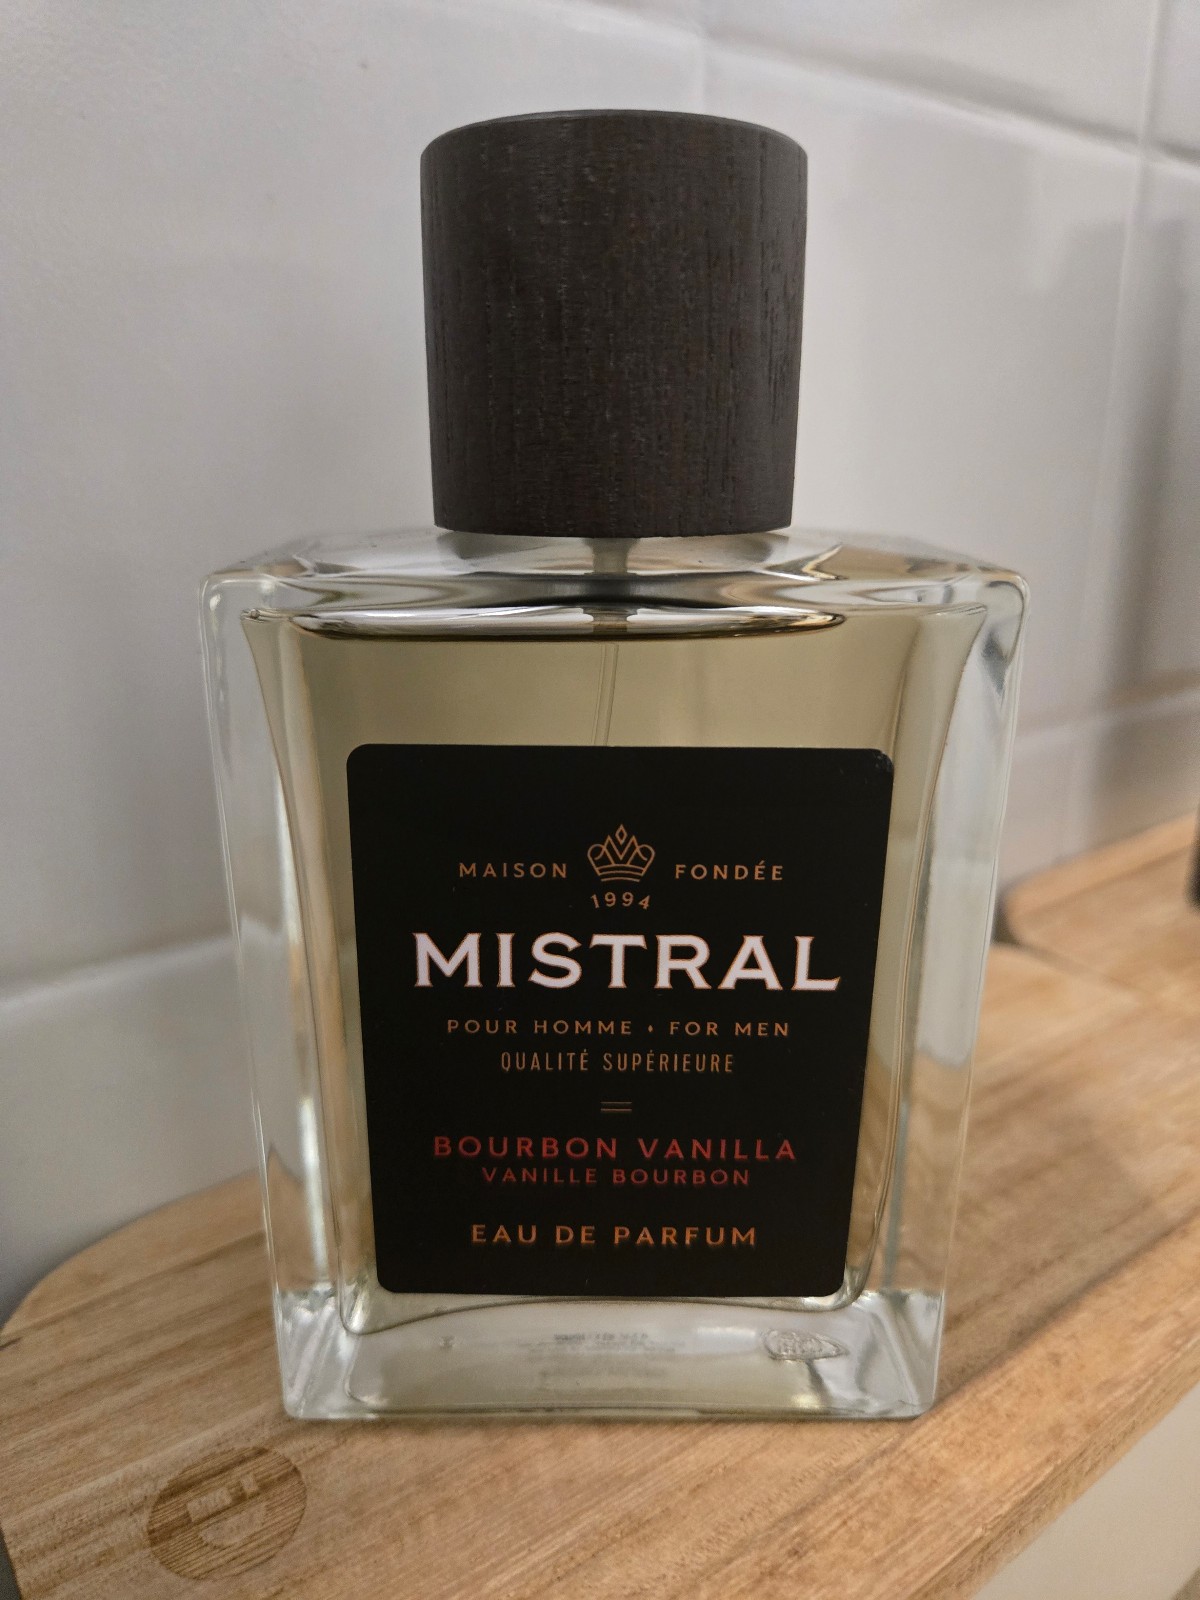 MAISON FONDÉE
1994
MISTRAL
POUR HOMME • FOR MEN
QUALITÉ SUPÉRIEURE
BOURBON VANILLA
VANILLE BOURBON
EAU DE PARFUM